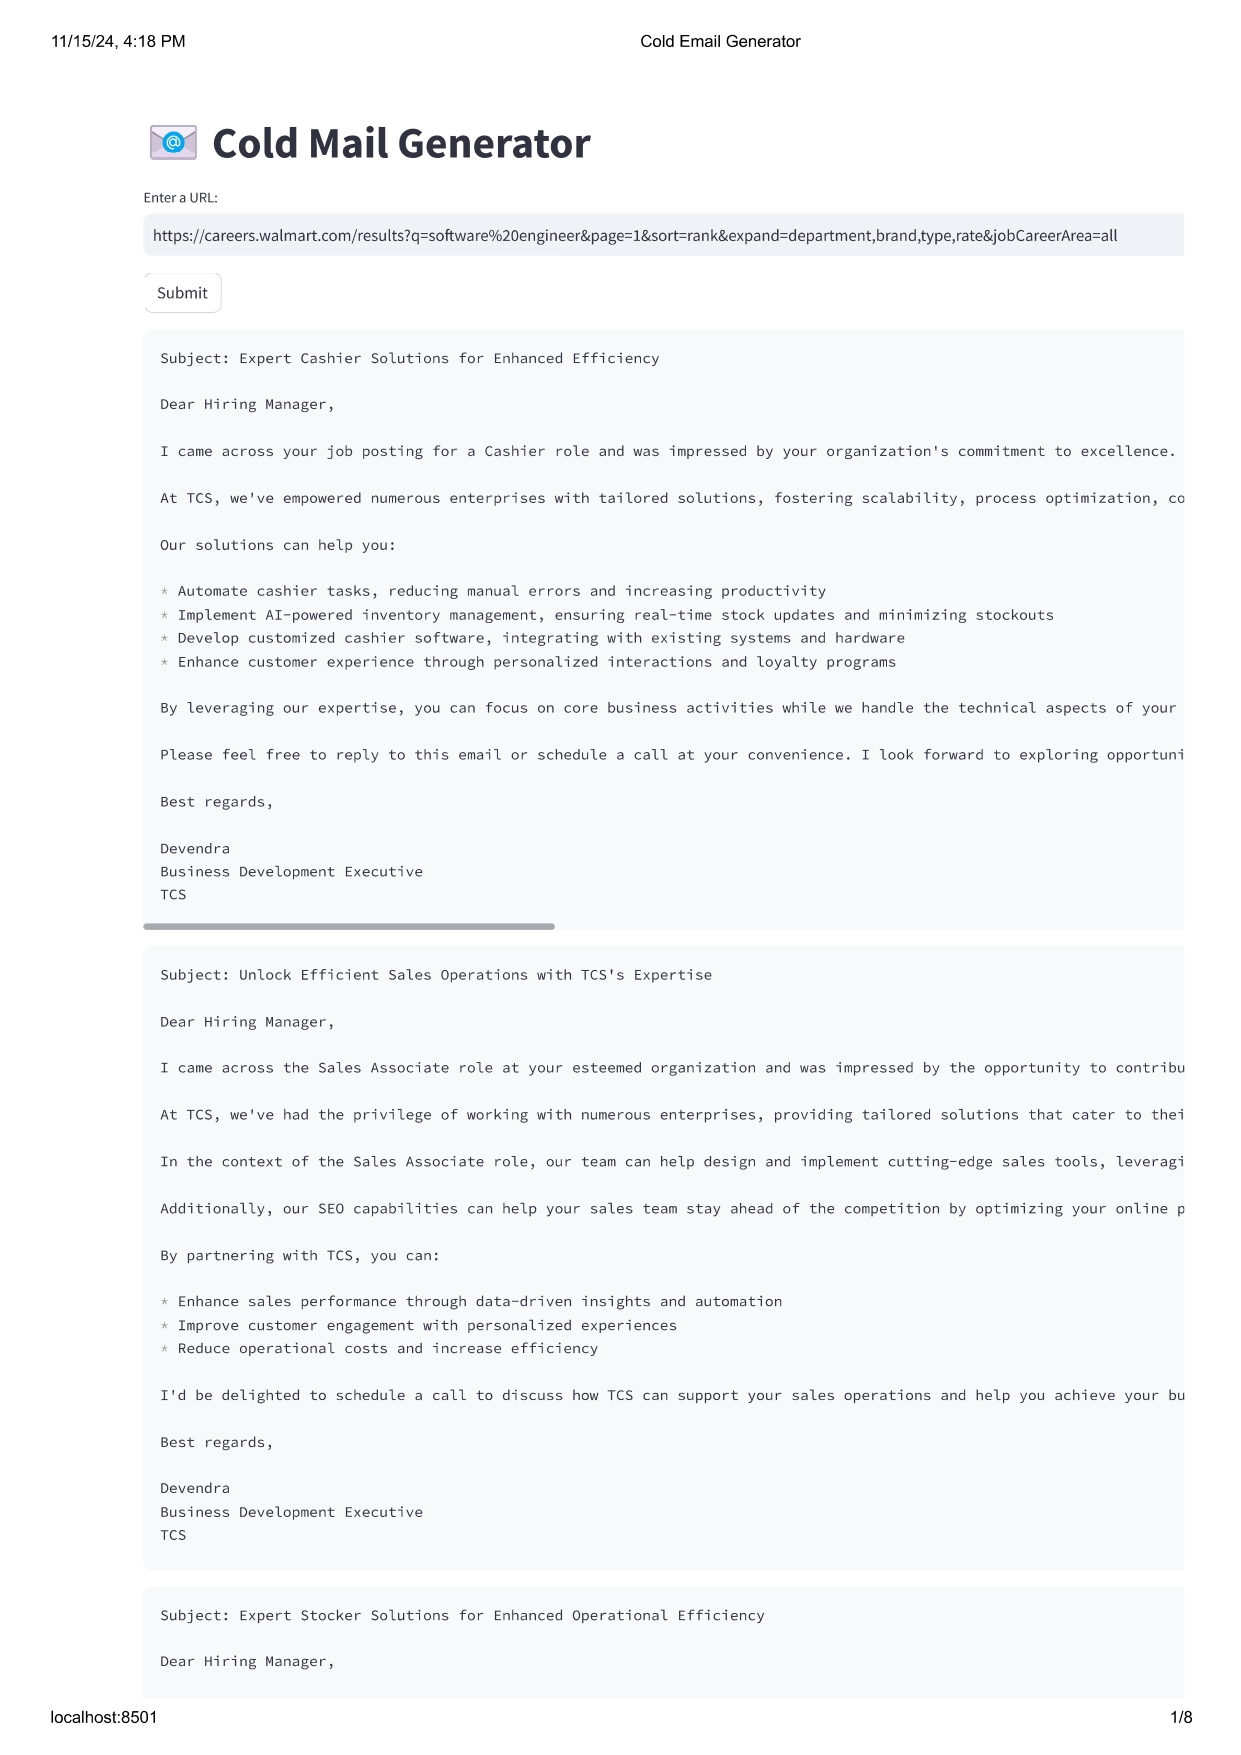 11/15/24, 4:18 PM
Cold Email Generator
Cold Mail Generator
Enter a URL:
https://careers.walmart.com/results?q=software%20engineer&page=1&sort=rank&expand=department,brand,type,rate&jobCareerArea=all
Submit
Subject: Expert Cashier Solutions for Enhanced Efficiency
Dear Hiring Manager,
I came across your job posting for a Cashier role and was impressed by your organization's commitment to excellence.
At TCS, we've empowered numerous enterprises with tailored solutions, fostering scalability, process optimization, co
Our solutions can help you:
* Automate cashier tasks, reducing manual errors and increasing productivity
* Implement AI-powered inventory management, ensuring real-time stock updates and minimizing stockouts
* Develop customized cashier software, integrating with existing systems and hardware
* Enhance customer experience through personalized interactions and loyalty programs
By leveraging our expertise, you can focus on core business activities while we handle the technical aspects of your
Please feel free to reply to this email or schedule a call at your convenience. I look forward to exploring opportuni
Best regards,
Devendra
Business Development Executive
TCS
Subject: Unlock Efficient Sales Operations with TCS's Expertise
Dear Hiring Manager,
I came across the Sales Associate role at your esteemed organization and was impressed by the opportunity to contribu
At TCS, we've had the privilege of working with numerous enterprises, providing tailored solutions that cater to thei
In the context of the Sales Associate role, our team can help design and implement cutting-edge sales tools, leveragi
Additionally, our SEO capabilities can help your sales team stay ahead of the competition by optimizing your online p
By partnering with TCS, you can:
* Enhance sales performance through data-driven insights and automation
* Improve customer engagement with personalized experiences
* Reduce operational costs and increase efficiency
I'd be delighted to schedule a call to discuss how TCS can support your sales operations and help you achieve your bu
Best regards,
Devendra
Business Development Executive
TCS
Subject: Expert Stocker Solutions for Enhanced Operational Efficiency
Dear Hiring Manager,
localhost:8501
1/8